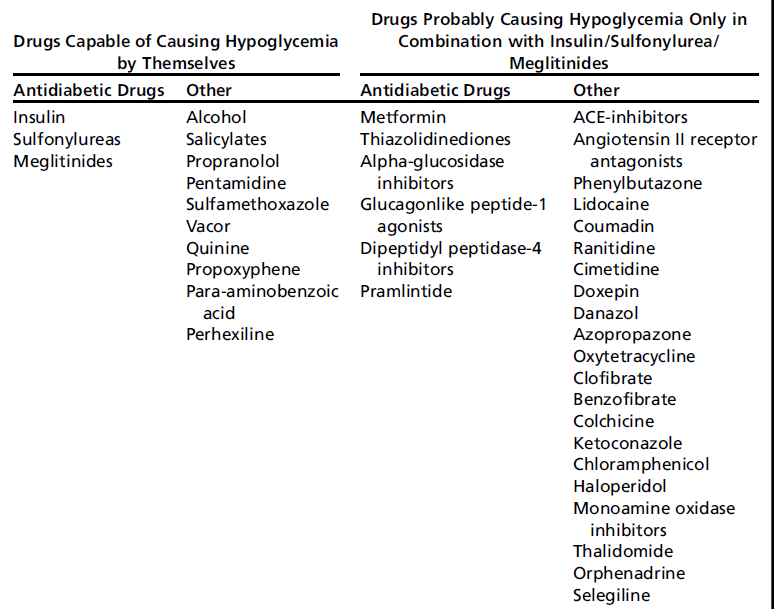 Drugs Capable of Causing Hypoglycemia
by Themselves
Drugs Probably Causing Hypoglycemia Only in
Combination with Insulin/Sulfonylurea/
Meglitinides
Antidiabetic Drugs
Other
Antidiabetic Drugs
Other
Insulin
Sulfonylureas
Meglitinides
Alcohol
Salicylates
Propranolol
Pentamidine
Sulfamethoxazole
Vacor
Quinine
Propoxyphene
Para-aminobenzoic
acid
Perhexiline
Metformin
Thiazolidinediones
Alpha-glucosidase
inhibitors
Glucagonlike peptide-1
agonists
Dipeptidyl peptidase-4
inhibitors
Pramlintide
ACE-inhibitors
Angiotensin II receptor
antagonists
Phenylbutazone
Lidocaine
Coumadin
Ranitidine
Cimetidine
Doxepin
Danazol
Azopropazone
Oxytetracycline
Clofibrate
Benzofibrate
Colchicine
Ketoconazole
Chloramphenicol
Haloperidol
Monoamine oxidase
inhibitors
Thalidomide
Orphenadrine
Selegiline